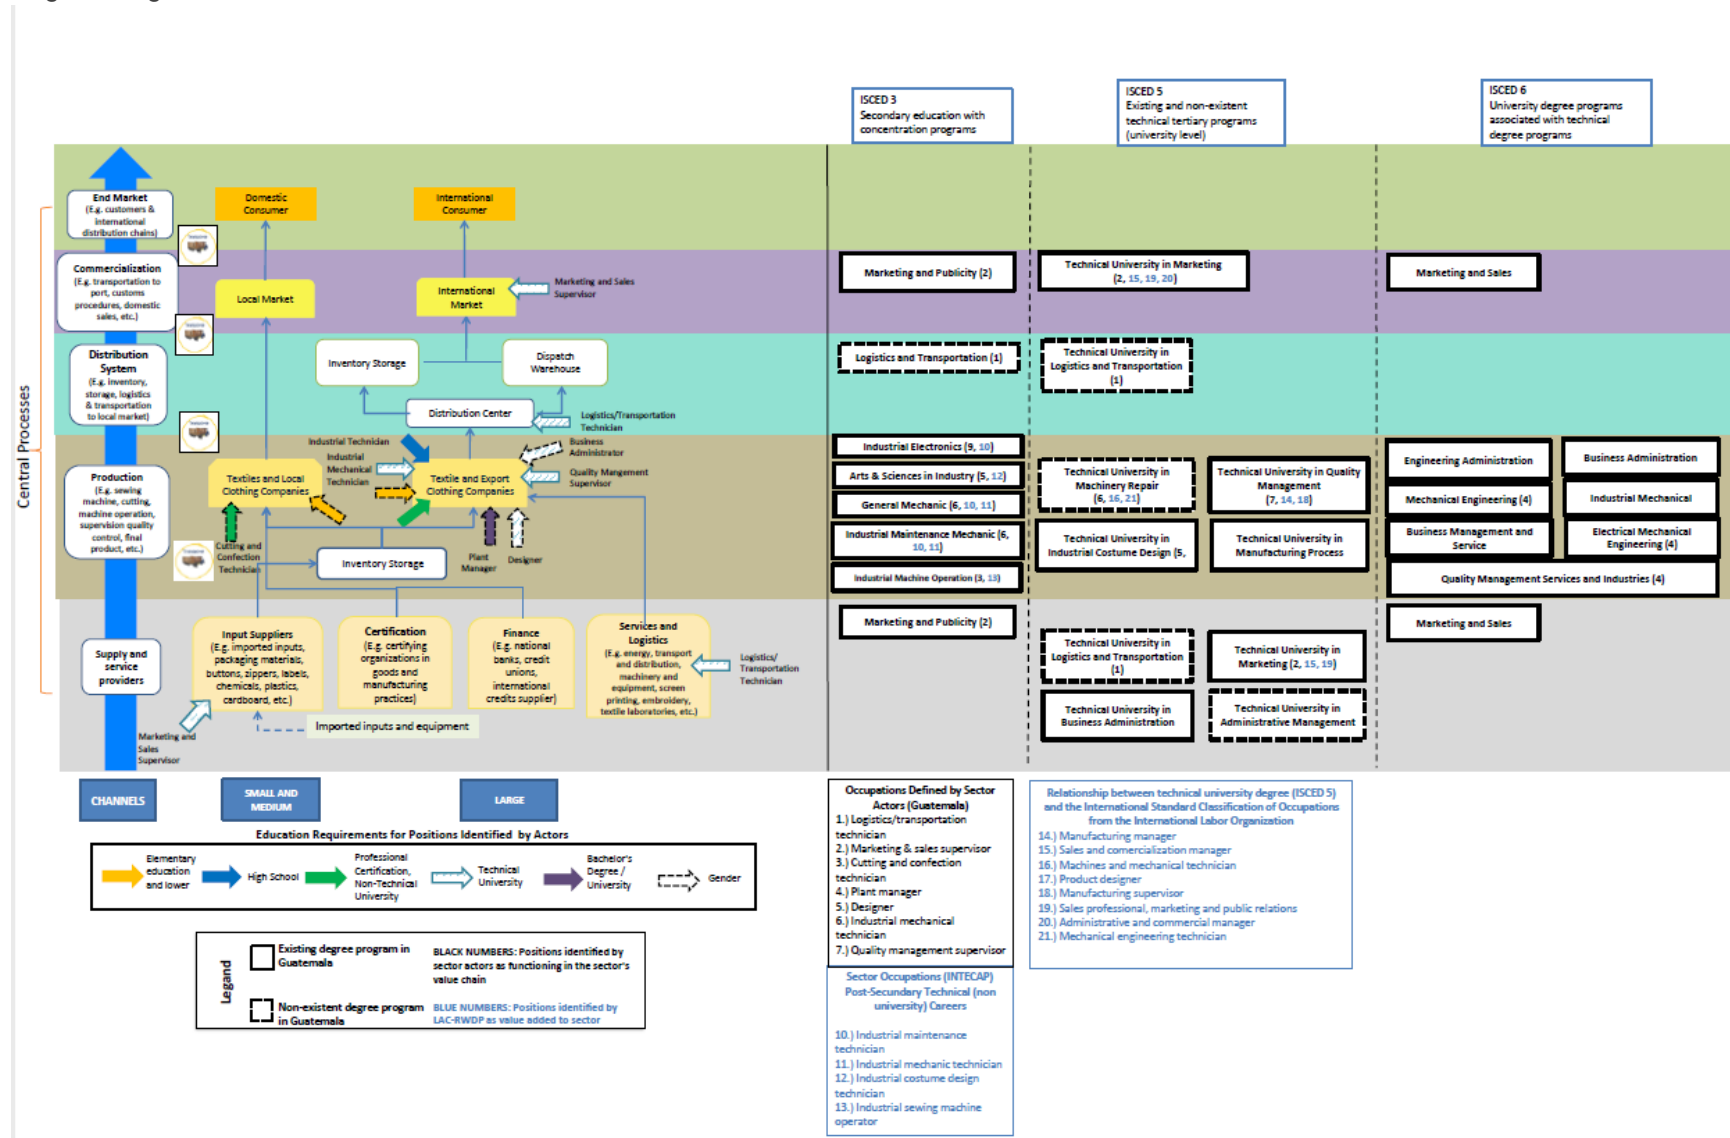 ISCED 3
Secondary education with
concentration programs
ISCED 5
Existing and non-existent
technical tertiary programs
(university level)
ISCED 6
University degree programs
associated with technical
degree programs
Central Processes
End Market
(E.g. customers &
international
distribution chains)
Domestic
Consumer
International
Consumer
Commercialization
(E.g. transportation to
port, customs
procedures, domestic
sales, etc.)
Local Market
International
Market
Marketing and Sales
Supervisor
Marketing and Publicity (2)
Technical University in Marketing
(2, 15, 19, 20)
Marketing and Sales
Distribution
System
(E.g. inventory,
storage, logistics
& transportation
to local market)
Inventory Storage
Dispatch
Warehouse
Distribution Center
Logistics/Transportation
Technician
Logistics and Transportation (1)
Technical University in
Logistics and Transportation
(1)
Production
(E.g. sewing
machine, cutting,
machine operation,
supervision quality
control, final
product, etc.)
Industrial Technician
Industrial
Mechanical
Technician
Business
Administrator
Quality Mangement
Supervisor
Textiles and Local
Clothing Companies
Textile and Export
Clothing Companies
Cutting and
Confection
Technician
Plant
Manager
Designer
Inventory Storage
Industrial Electronics (9, 10)
Arts & Sciences in Industry (5, 12)
General Mechanic (6, 10, 11)
Industrial Maintenance Mechanic (6,
10, 11)
Industrial Machine Operation (3, 13)
Technical University in
Machinery Repair
(6, 16, 21)
Technical University in Quality
Management
(7, 14, 18)
Technical University in
Industrial Costume Design (5,
Technical University in
Manufacturing Process
Engineering Administration
Business Administration
Mechanical Engineering (4)
Industrial Mechanical
Business Management and
Service
Electrical Mechanical
Engineering (4)
Quality Management Services and Industries (4)
Supply and
service
providers
Input Suppliers
(E.g. imported inputs,
packaging materials,
buttons, zippers, labels,
chemicals, plastics,
cardboard, etc.)
Certification
(E.g. certifying
organizations in
goods and
manufacturing
practices)
Finance
(E.g. national
banks, credit
unions,
international
credits supplier)
Services and
Logistics
(E.g. energy, transport
and distribution,
machinery and
equipment, screen
printing, embroidery,
textile laboratories, etc.)
Logistics/
Transportation
Technician
Marketing and
Sales
Supervisor
Imported inputs and equipment
Marketing and Publicity (2)
Technical University in
Logistics and Transportation
(1)
Technical University in
Marketing (2, 15, 19)
Technical University in
Business Administration
Technical University in
Administrative Management
Marketing and Sales
CHANNELS
SMALL AND
MEDIUM
LARGE
Education Requirements for Positions Identified by Actors
Elementary
education
and lower
High School
Professional
Certification,
Non-Technical
University
Technical
University
Bachelor's
Degree /
University
Gender
Legand
Existing degree program in
Guatemala
Non-existent degree program
in Guatemala
BLACK NUMBERS: Positions identified by
sector actors as functioning in the sector's
value chain
BLUE NUMBERS: Positions identified by
LAC-RWDP as value added to sector
Occupations Defined by Sector
Actors (Guatemala)
1.) Logistics/transportation
technician
2.) Marketing & sales supervisor
3.) Cutting and confection
technician
4.) Plant manager
5.) Designer
6.) Industrial mechanical
technician
7.) Quality management supervisor
Sector Occupations (INTECAP)
Post-Secondary Technical (non
university) Careers
10.) Industrial maintenance
technician
11.) Industrial mechanic technician
12.) Industrial costume design
technician
13.) Industrial sewing machine
operator
Relationship between technical university degree (ISCED 5)
and the International Standard Classification of Occupations
from the International Labor Organization
14.) Manufacturing manager
15.) Sales and comercialization manager
16.) Machines and mechanical technician
17.) Product designer
18.) Manufacturing supervisor
19.) Sales professional, marketing and public relations
20.) Administrative and commercial manager
21.) Mechanical engineering technician